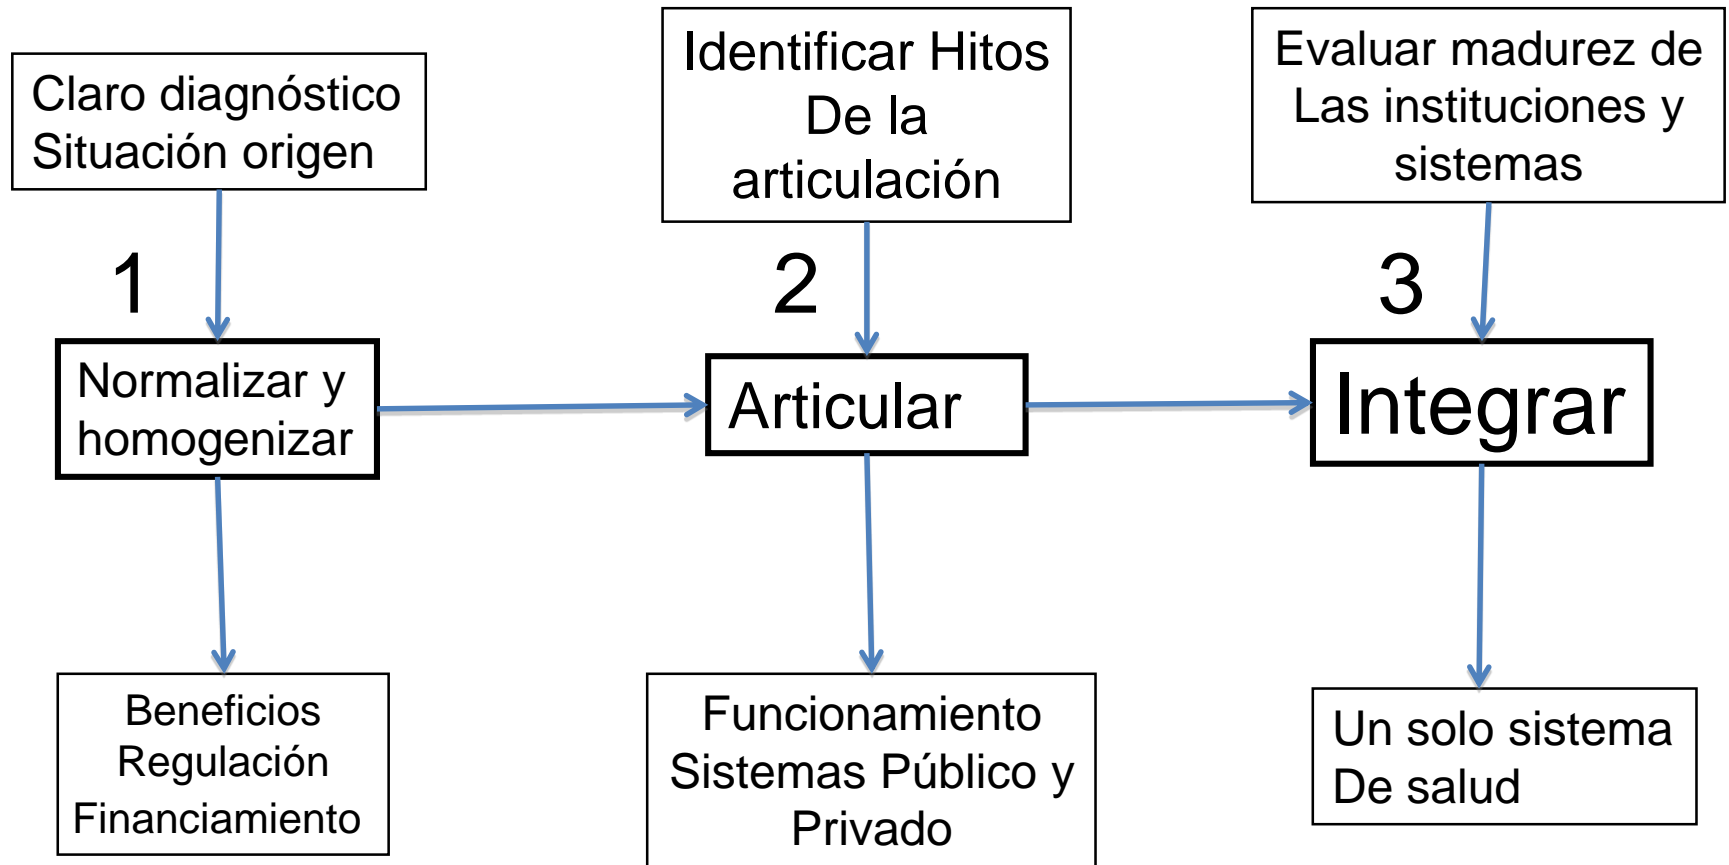 Claro diagnóstico
Situación origen
Identificar Hitos
De la
articulación
Evaluar madurez de
Las instituciones y
sistemas
1
2
3
Normalizar y
homogenizar
Articular
Integrar
Beneficios
Regulación
Financiamiento
Funcionamiento
Sistemas Público y
Privado
Un solo sistema
De salud